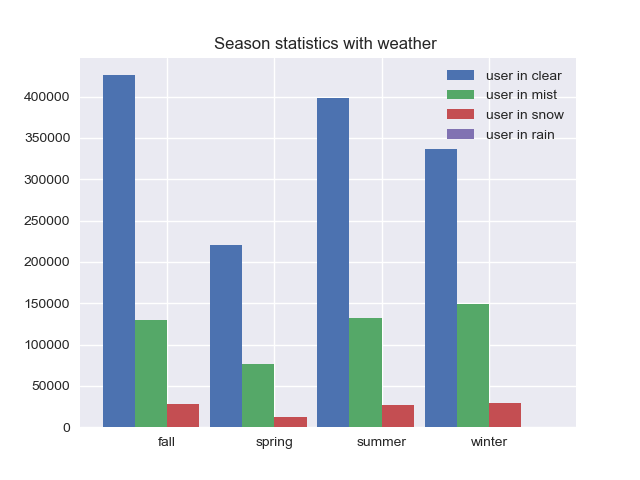 Season statistics with weather
user in clear
user in mist
user in snow
user in rain
400000
350000
300000
250000
200000
150000
100000
50000
0
fall
spring
summer
winter